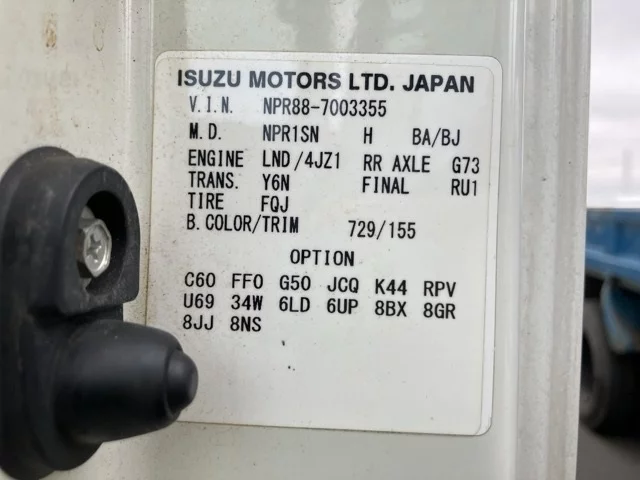 ISUZU MOTORS LTD. JAPAN
V.I.N. NPR88-7003355
M.D. NPR1SN H BA/BJ
ENGINE LND/4JZ1 RR AXLE G73
TRANS. Y6N FINAL RU1
TIRE FQJ
B.COLOR/TRIM 729/155
OPTION
C60 FF0 G50 JCQ K44 RPV
U69 34W 6LD 6UP 8BX 8GR
8JJ 8NS